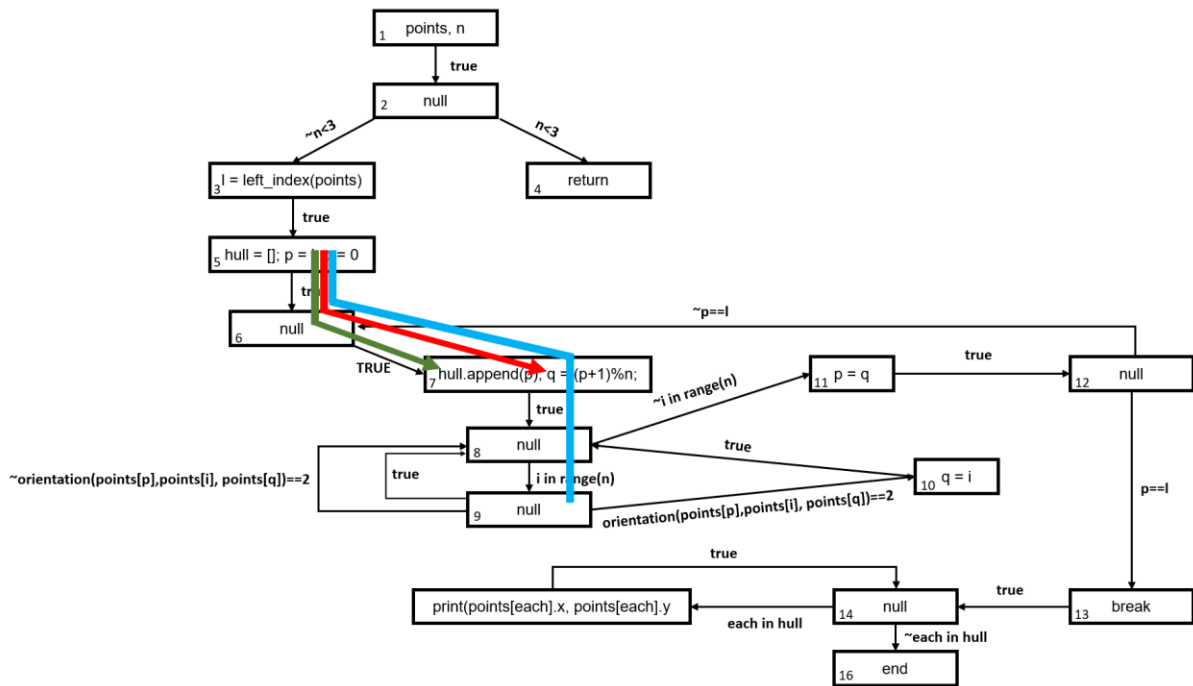 points, n
1
true
null
2
~n<3
n<3
l = left_index(points)
3
return
4
true
hull = []; p = = 0
5
null
6
~p==l
TRUE
hull.append(p); q = (p+1)%n;
7
~i in range(n)
p = q
11
true
null
12
true
null
8
true
~orientation(points[p],points[i], points[q])==2
true
i in range(n)
q = i
10
null
9
orientation(points[p],points[i], points[q])==2
p==l
true
print(points[each].x, points[each].y
each in hull
null
14
true
break
13
~each in hull
end
16